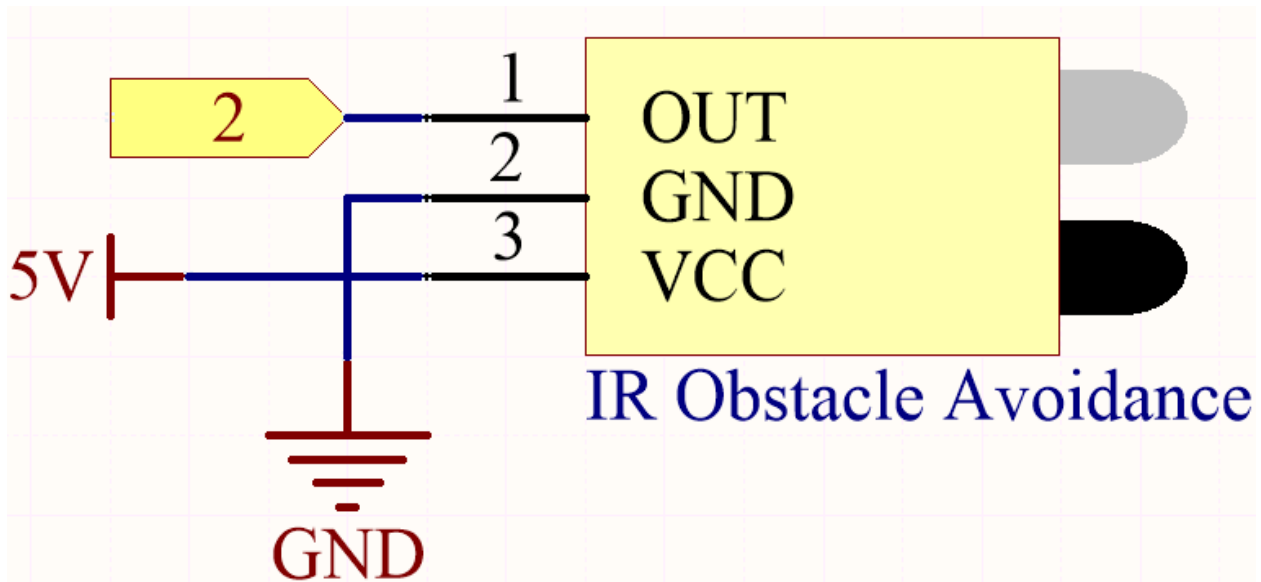 1
2 OUT
2
GND
3
5V VCC
IR Obstacle Avoidance
GND